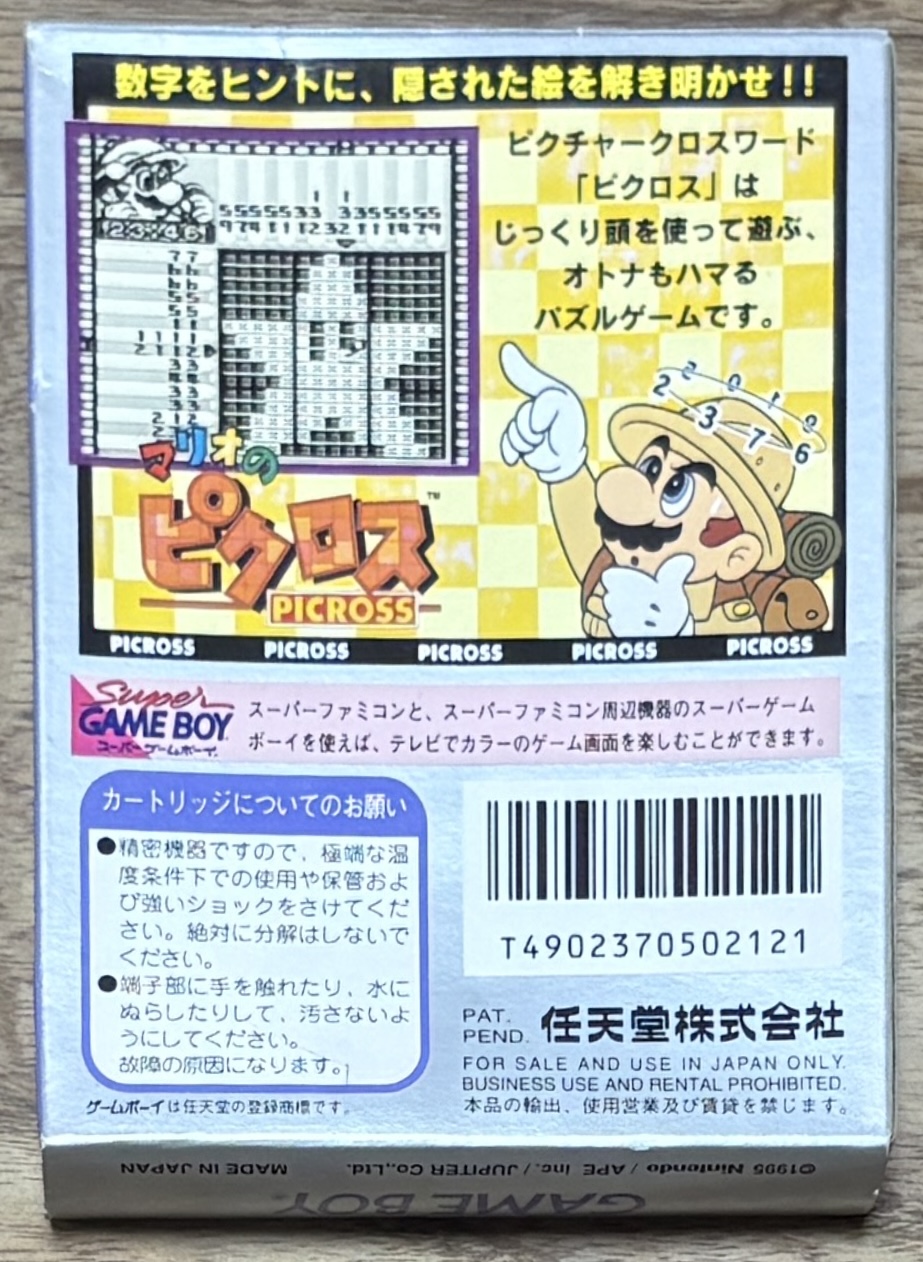 数字をヒントに、隠された絵を解き明かせ!!
ピクチャークロスワード
「ピクロス」は
じっくり頭を使って遊ぶ、
オトナもハマる
パズルゲームです。
2 0 1 9
2 3 7 6
マリオの
ピクロス™
PICROSS
PICROSS PICROSS PICROSS PICROSS PICROSS
Super
GAME BOY
スーパーゲームボーイ
スーパーファミコンと、スーパーファミコン周辺機器のスーパーゲーム
ボーイを使えば、テレビでカラーのゲーム画面を楽しむことができます。
カートリッジについてのお願い
●精密機器ですので、極端な温
度条件下での使用や保管およ
び強いショックをさけてくだ
さい。絶対に分解はしないで
ください。
●端子部に手を触れたり、水に
ぬらしたりして、汚さないよ
うにしてください。
故障の原因になります。
ゲームボーイは任天堂の登録商標です。
T4902370502121
PAT.
PEND. 任天堂株式会社
FOR SALE AND USE IN JAPAN ONLY.
BUSINESS USE AND RENTAL PROHIBITED.
本品の輸出、使用営業及び賃貸を禁じます。
©1995 Nintendo / APE inc. / JUPITER Co.,Ltd. MADE IN JAPAN
GAME BOY